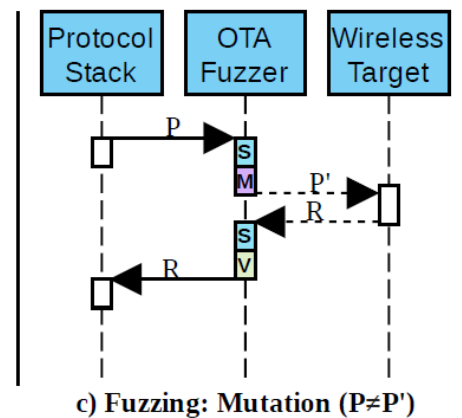 Protocol
Stack
OTA
Fuzzer
Wireless
Target
P
S
M
P'
R
S
V
R
c) Fuzzing: Mutation (P≠P')